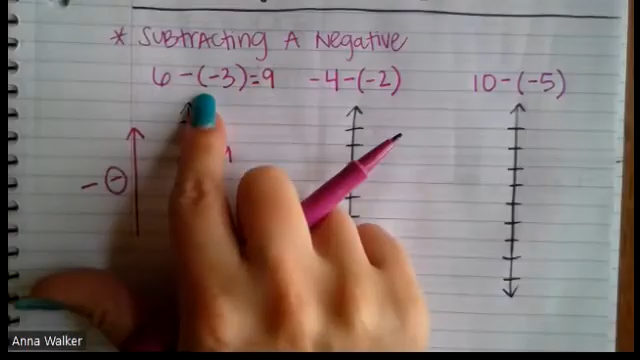 * Subtracting A Negative
6 - (-3) = 9   -4 - (-2)   10 - (-5)
- ⊖
Anna Walker